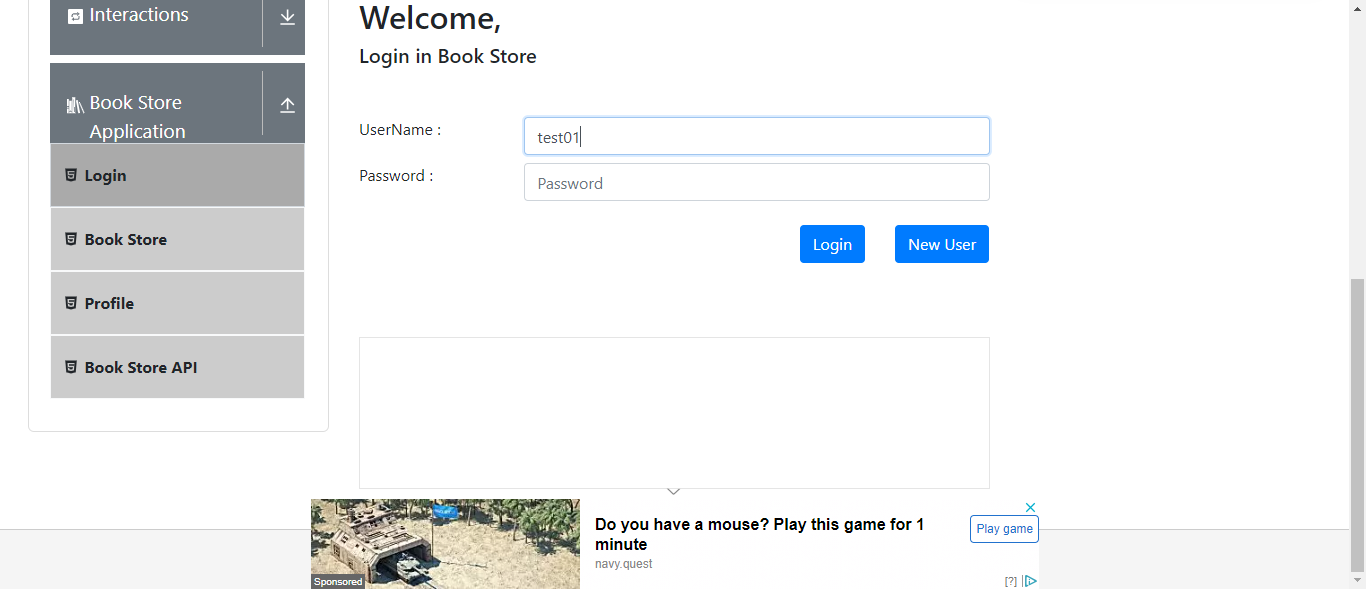 Interactions
Book Store
Application
Login
Book Store
Profile
Book Store API
Welcome,
Login in Book Store
UserName :
test01
Password :
Password
Login
New User
Do you have a mouse? Play this game for 1
minute
navy.quest
Play game
Sponsored
[?]